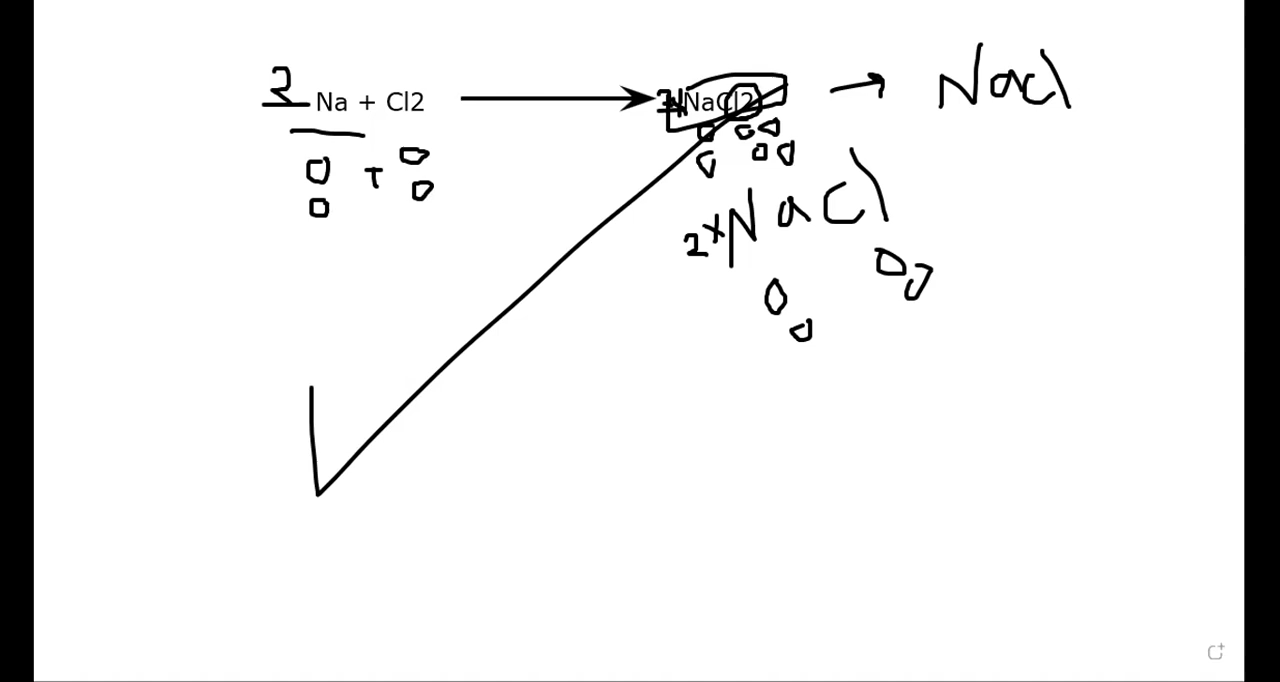 2 Na + Cl2 NaCl2 → NaCl
+
2×NaCl